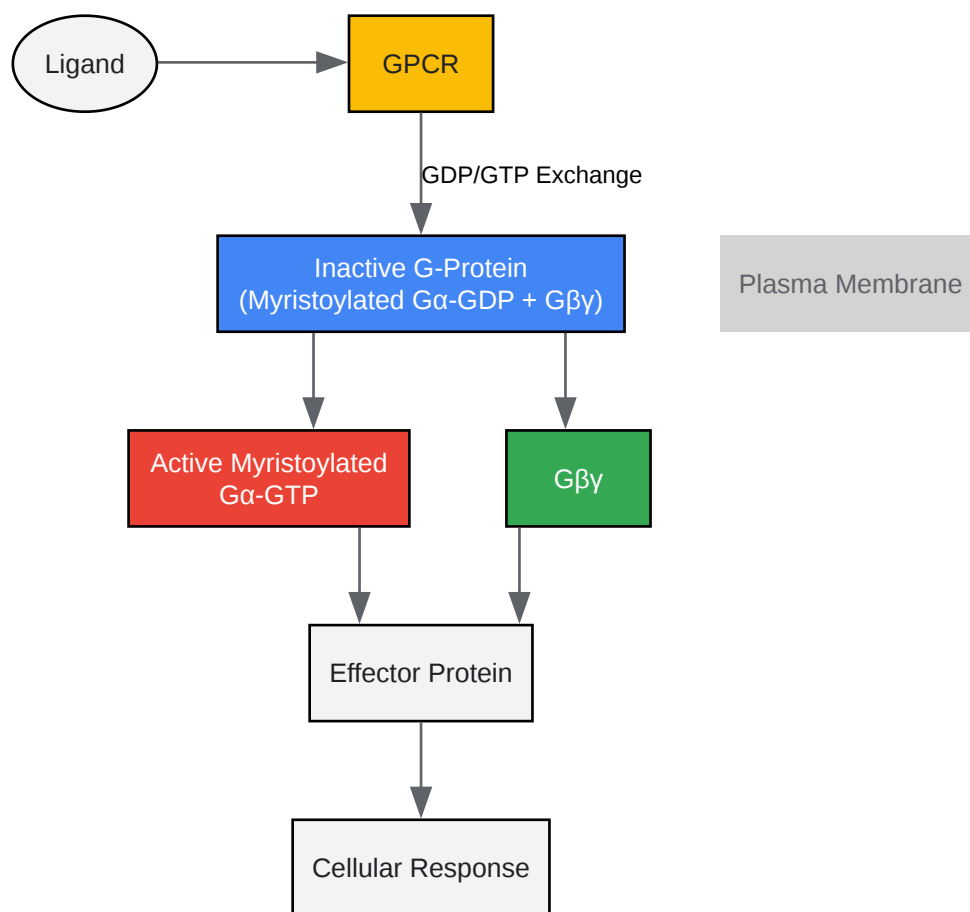 Ligand
GPCR
GDP/GTP Exchange
Inactive G-Protein
(Myristoylated Gα-GDP + Gβγ)
Plasma Membrane
Active Myristoylated
Gα-GTP
Gβγ
Effector Protein
Cellular Response